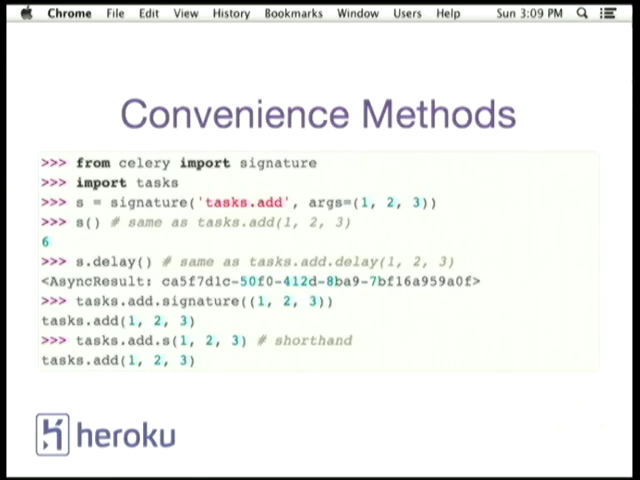 Chrome File Edit View History Bookmarks Window Users Help Sun 3:09 PM
Convenience Methods
>>> from celery import signature
>>> import tasks
>>> s = signature('tasks.add', args=(1, 2, 3))
>>> s() # same as tasks.add(1, 2, 3)
6
>>> s.delay() # same as tasks.add.delay(1, 2, 3)
<AsyncResult: ca5f7d1c-50f0-412d-8ba9-7bf16a959a0f>
>>> tasks.add.signature((1, 2, 3))
tasks.add(1, 2, 3)
>>> tasks.add.s(1, 2, 3) # shorthand
tasks.add(1, 2, 3)
heroku